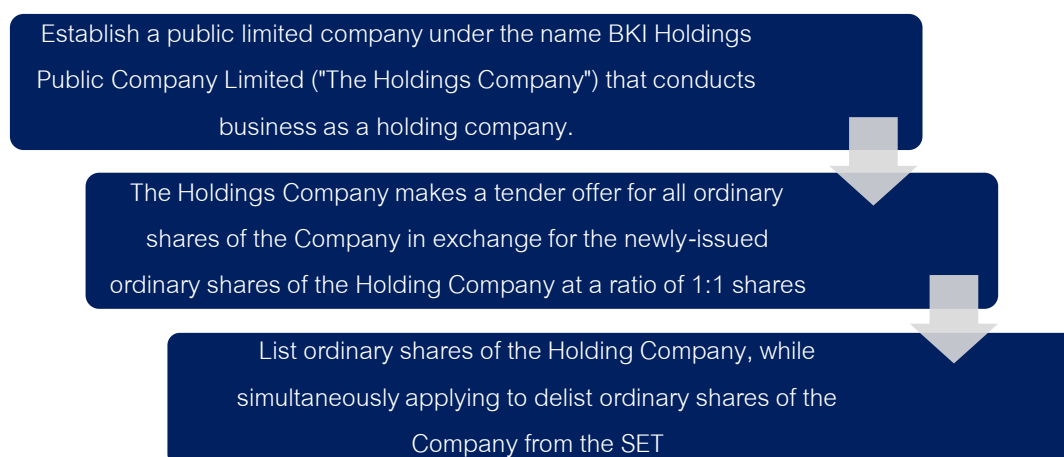 Establish a public limited company under the name BKI Holdings
Public Company Limited ("The Holdings Company") that conducts
business as a holding company.
The Holdings Company makes a tender offer for all ordinary
shares of the Company in exchange for the newly-issued
ordinary shares of the Holding Company at a ratio of 1:1 shares
List ordinary shares of the Holding Company, while
simultaneously applying to delist ordinary shares of the
Company from the SET